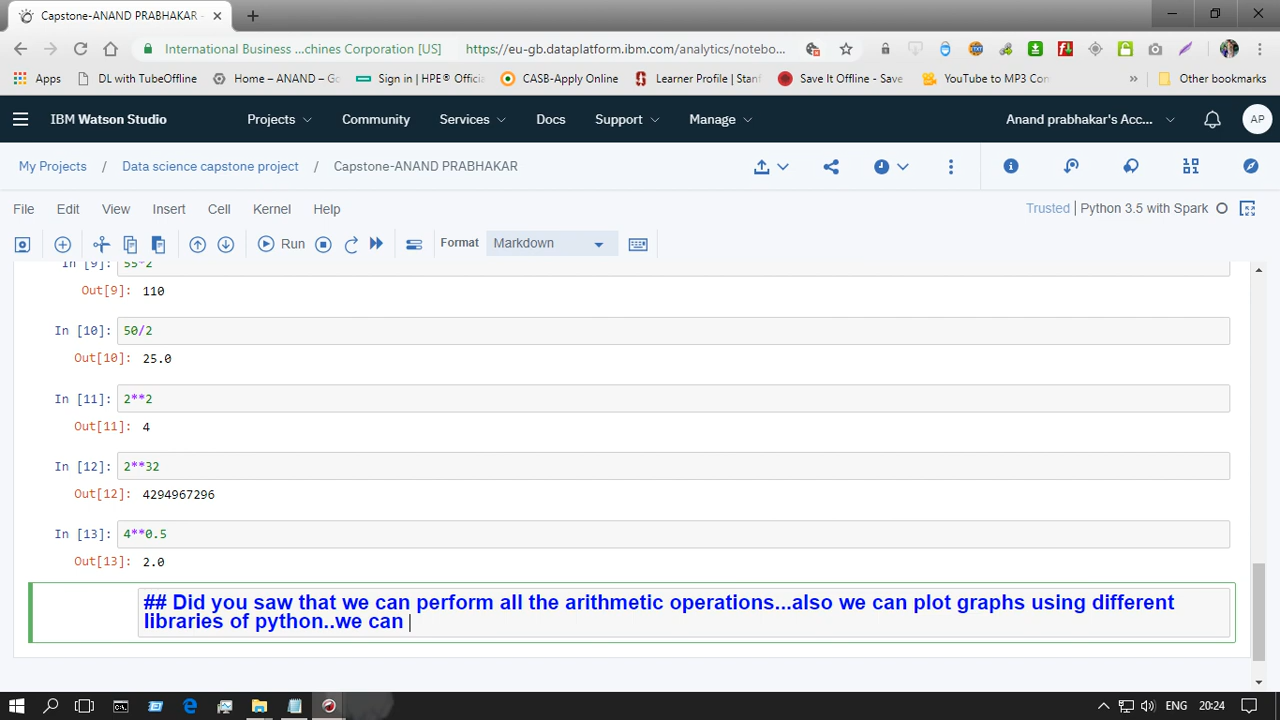 Capstone-ANAND PRABHAKAR -
International Business ...chines Corporation [US] https://eu-gb.dataplatform.ibm.com/analytics/notebo...
Apps DL with TubeOffline Home – ANAND – Go Sign in | HPE® Offici CASB-Apply Online Learner Profile | Stanf Save It Offline - Save YouTube to MP3 Con » Other bookmarks
IBM Watson Studio Projects Community Services Docs Support Manage Anand prabhakar's Acc... AP
My Projects / Data science capstone project / Capstone-ANAND PRABHAKAR
File Edit View Insert Cell Kernel Help Trusted | Python 3.5 with Spark
Run Format Markdown
In [9]: 55*2
Out[9]: 110
In [10]: 50/2
Out[10]: 25.0
In [11]: 2**2
Out[11]: 4
In [12]: 2**32
Out[12]: 4294967296
In [13]: 4**0.5
Out[13]: 2.0
## Did you saw that we can perform all the arithmetic operations...also we can plot graphs using different
libraries of python..we can
ENG 20:24